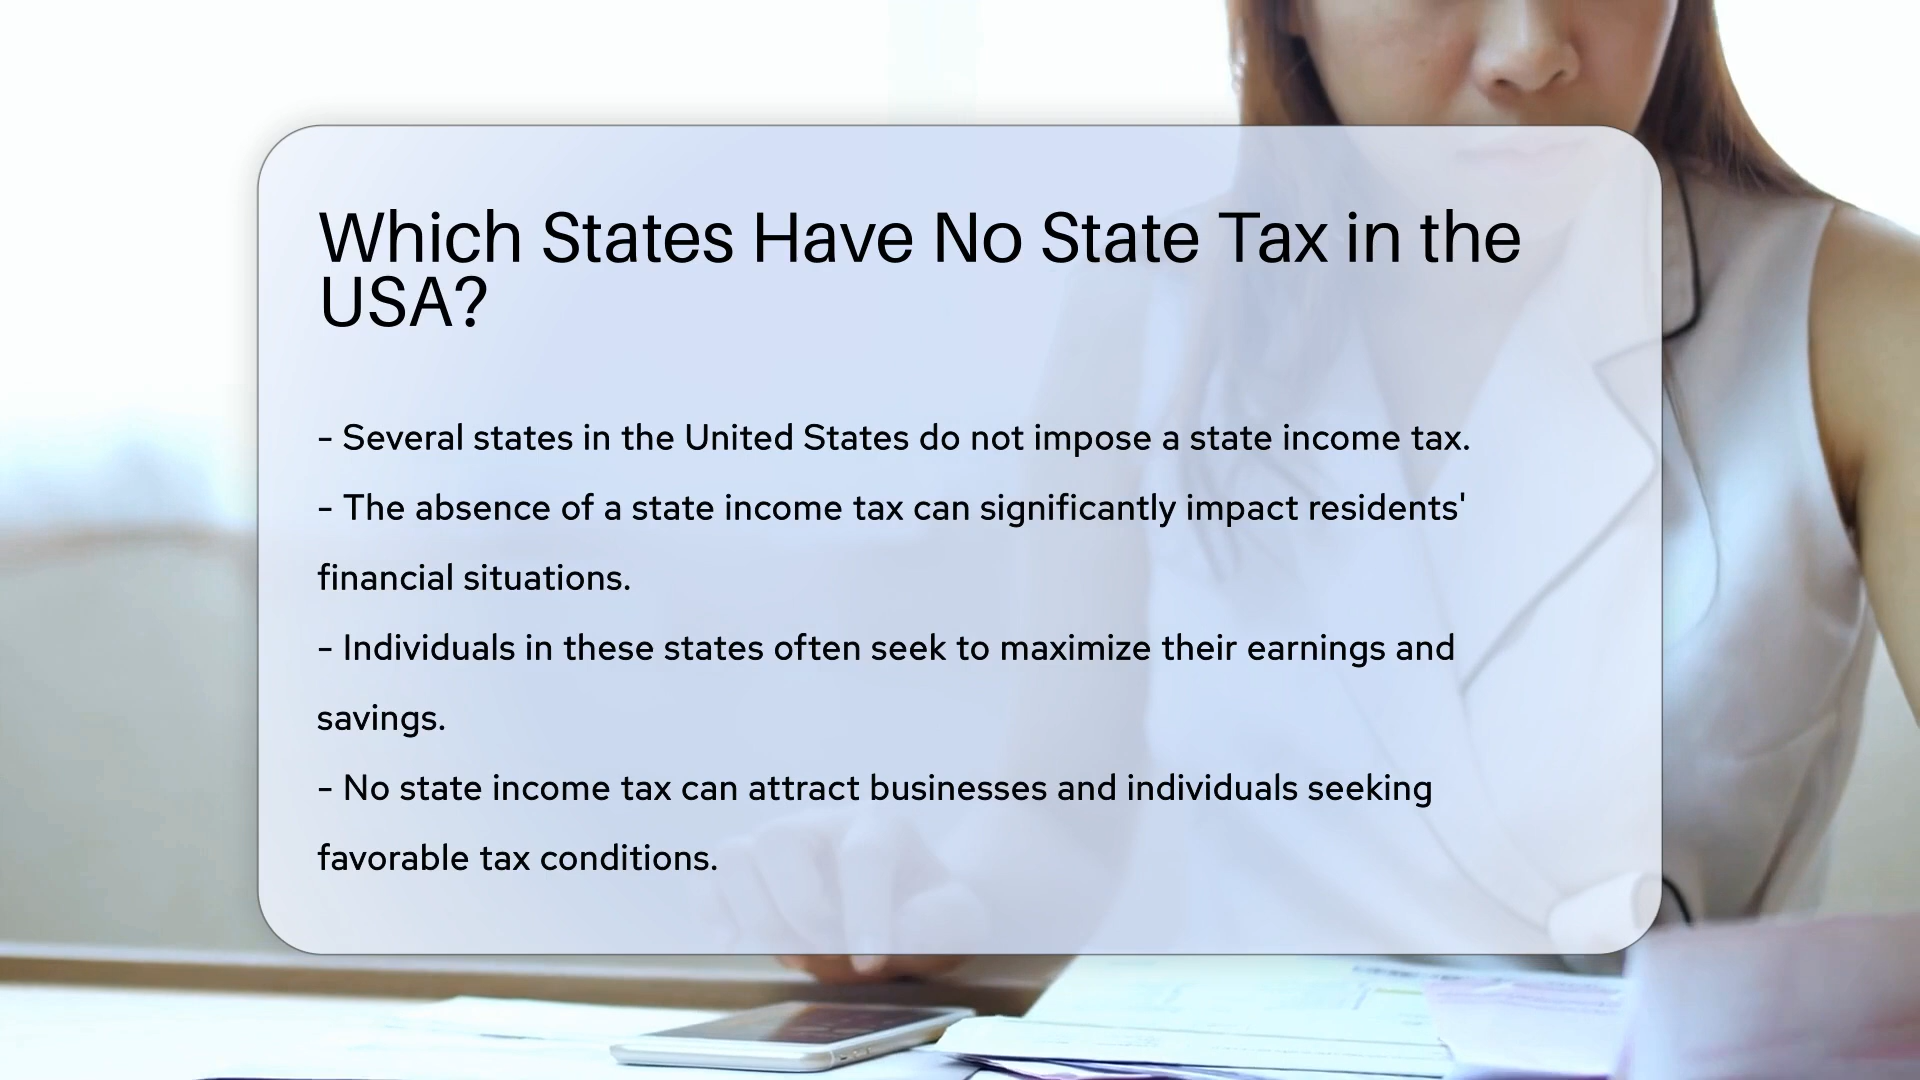 Which States Have No State Tax in the
USA?
- Several states in the United States do not impose a state income tax.
- The absence of a state income tax can significantly impact residents'
financial situations.
- Individuals in these states often seek to maximize their earnings and
savings.
- No state income tax can attract businesses and individuals seeking
favorable tax conditions.